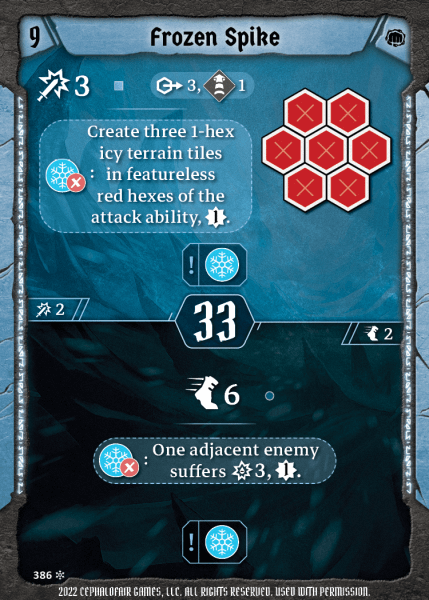 9
Frozen Spike
3
3,
1
Create three 1-hex
icy terrain tiles
: in featureless
red hexes of the
attack ability, 1.
!
2
33
2
6
: One adjacent enemy
suffers 3, 1.
!
386
2022 CEPHALOFAIR GAMES, LLC. ALL RIGHTS RESERVED. USED WITH PERMISSION.